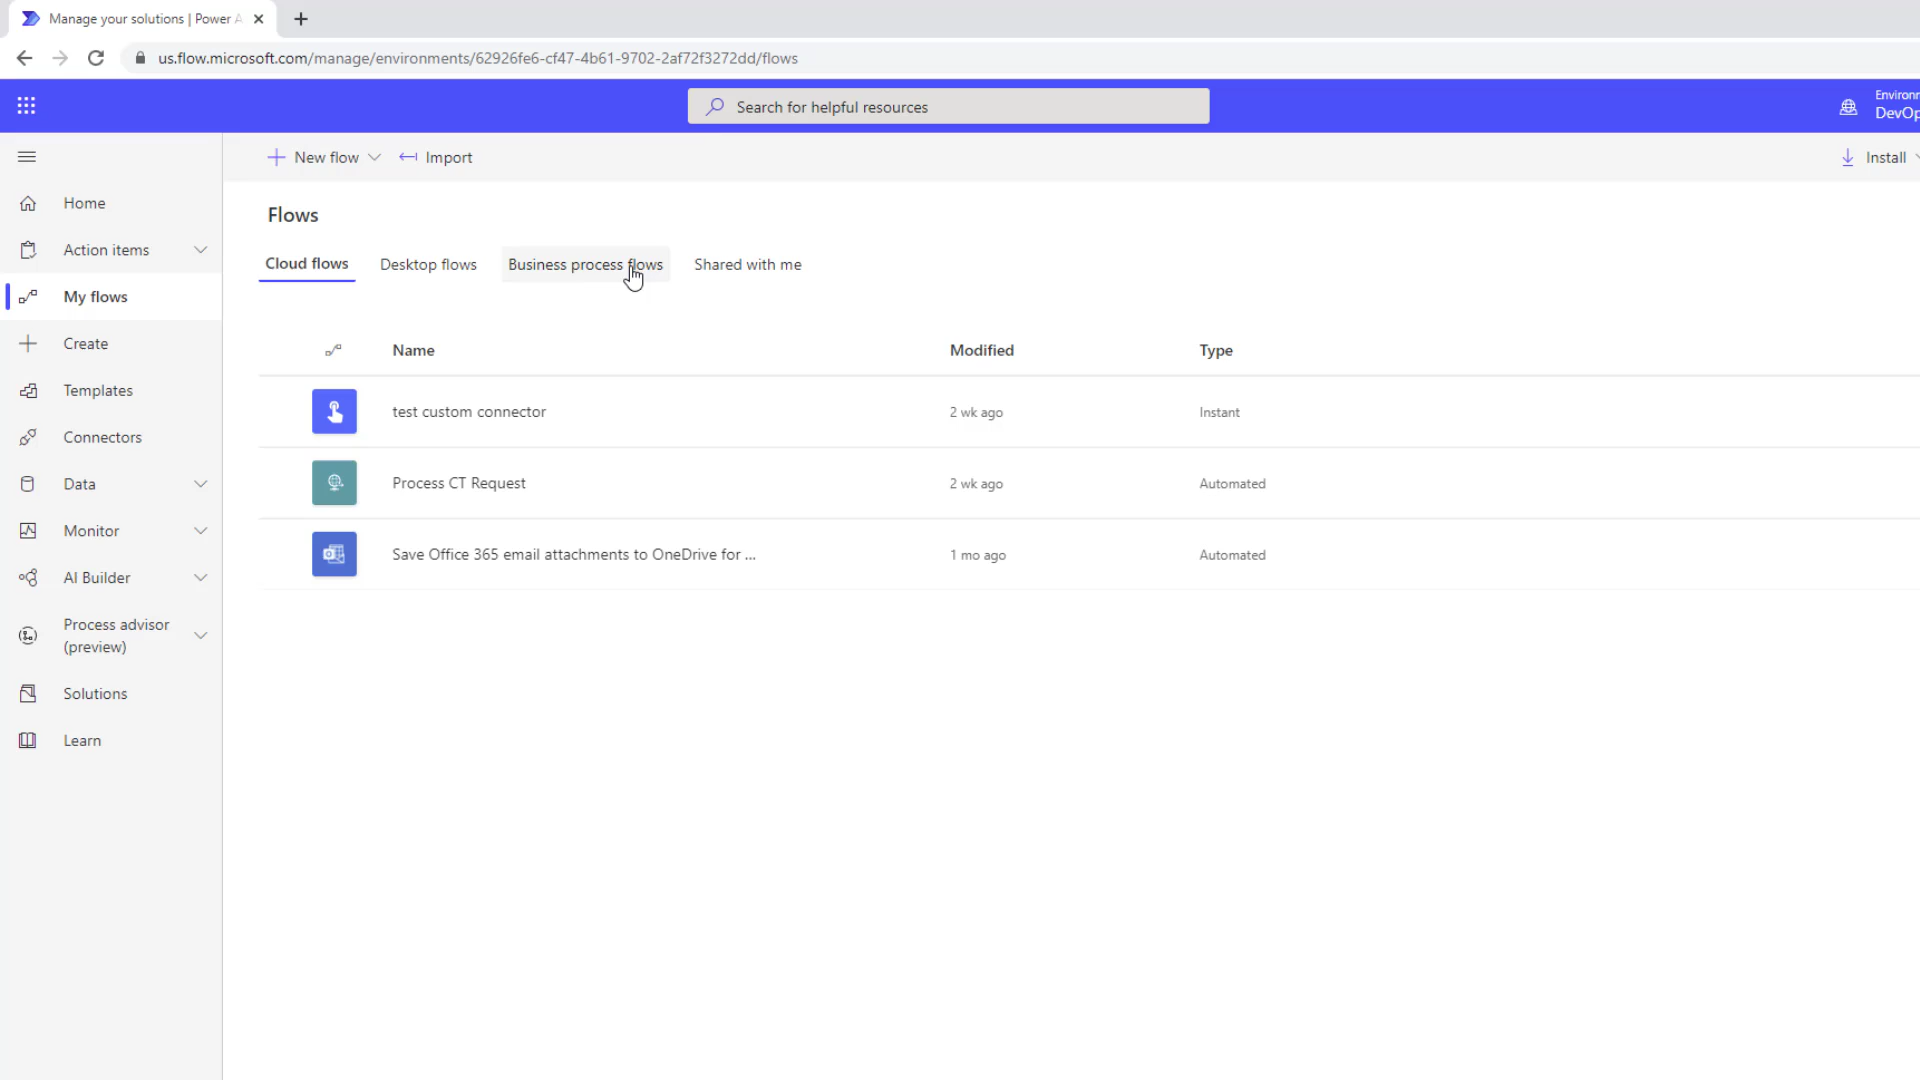 Manage your solutions | Power A
us.flow.microsoft.com/manage/environments/62926fe6-cf47-4b61-9702-2af72f3272dd/flows
Search for helpful resources
Environm
DevOp
New flow
Import
Install
Home
Action items
My flows
Create
Templates
Connectors
Data
Monitor
AI Builder
Process advisor
(preview)
Solutions
Learn
Flows
Cloud flows Desktop flows Business process flows Shared with me
Name Modified Type
test custom connector 2 wk ago Instant
Process CT Request 2 wk ago Automated
Save Office 365 email attachments to OneDrive for ... 1 mo ago Automated